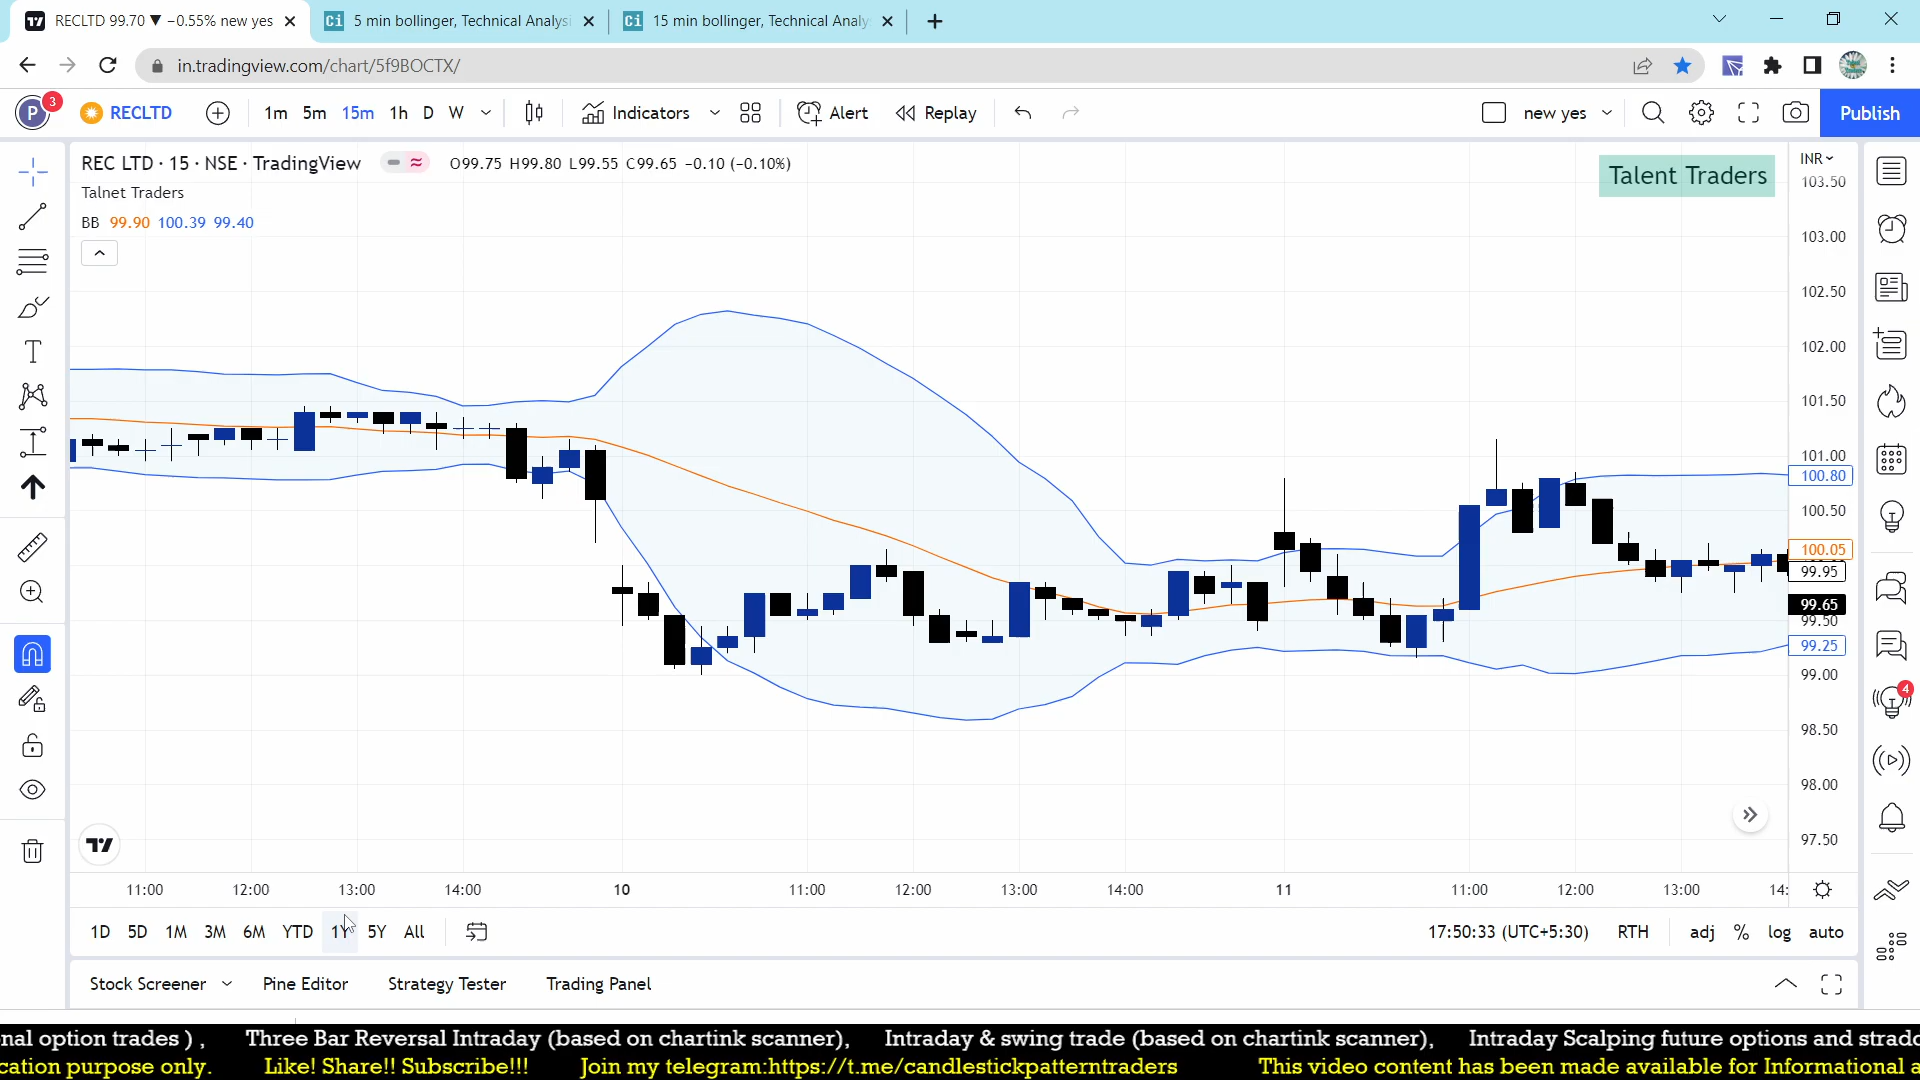 RECLTD 99.70 ▼ −0.55% new yes
5 min bollinger, Technical Analysi
15 min bollinger, Technical Analy
in.tradingview.com/chart/5f9BOCTX/
P 3
RECLTD 1m 5m 15m 1h D W Indicators Alert Replay new yes Publish
REC LTD · 15 · NSE · TradingView O99.75 H99.80 L99.55 C99.65 −0.10 (−0.10%)
Talnet Traders
BB 99.90 100.39 99.40
Talent Traders
INR
103.50
103.00
102.50
102.00
101.50
101.00
100.80
100.50
100.05
99.95
99.65
99.50
99.25
99.00
98.50
98.00
97.50
4
11:00 12:00 13:00 14:00 10 11:00 12:00 13:00 14:00 11 11:00 12:00 13:00 14:
1D 5D 1M 3M 6M YTD 1Y 5Y All 17:50:33 (UTC+5:30) RTH adj % log auto
Stock Screener Pine Editor Strategy Tester Trading Panel
nal option trades ) , Three Bar Reversal Intraday (based on chartink scanner), Intraday & swing trade (based on chartink scanner), Intraday Scalping future options and stradd
cation purpose only. Like! Share!! Subscribe!!! Join my telegram:https://t.me/candlestickpatterntraders This video content has been made available for Informational a